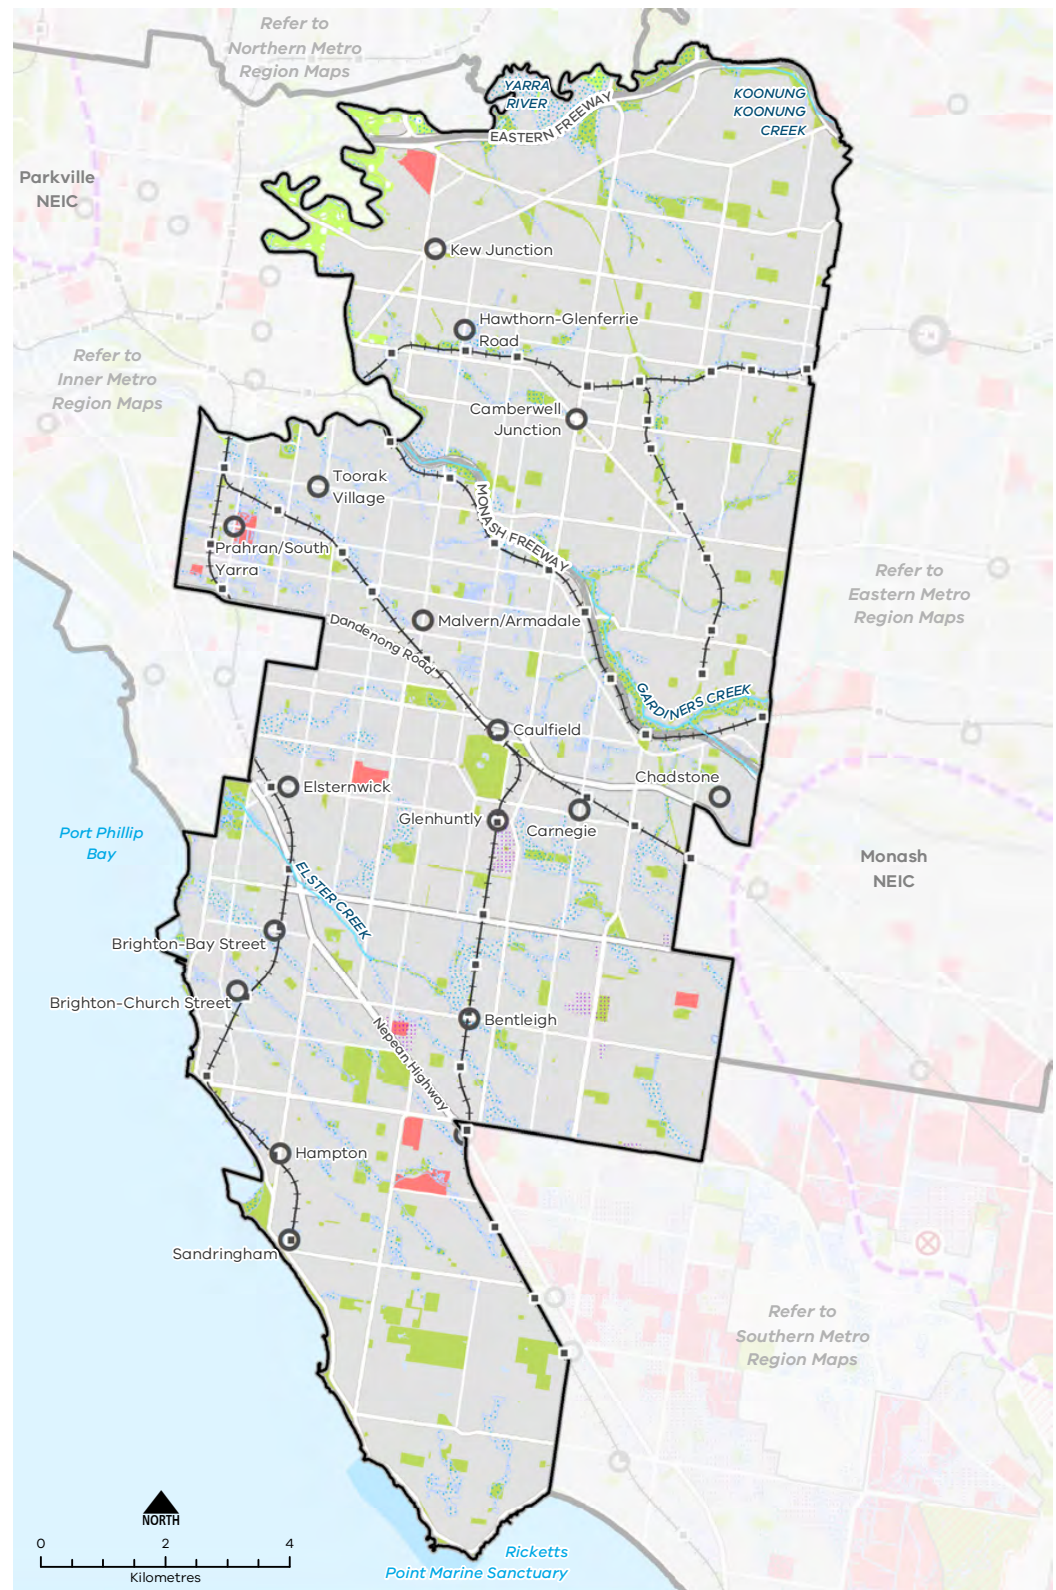 Refer to
Northern Metro
Region Maps
YARRA
RIVER
EASTERN FREEWAY
KOONUNG
KOONUNG
CREEK
Parkville
NEIC
Kew Junction
Hawthorn-Glenferrie
Road
Refer to
Inner Metro
Region Maps
Camberwell
Junction
Toorak
Village
MONASH FREEWAY
Prahran/South
Yarra
Refer to
Eastern Metro
Region Maps
Malvern/Armadale
Dandenong Road
GARDINERS CREEK
Caulfield
Chadstone
Elsternwick
Glenhuntly
Carnegie
Port Phillip
Bay
Monash
NEIC
ELSTER CREEK
Brighton-Bay Street
Brighton-Church Street
Bentleigh
Nepean Highway
Hampton
Sandringham
Refer to
Southern Metro
Region Maps
NORTH
0 2 4
Kilometres
Ricketts
Point Marine Sanctuary